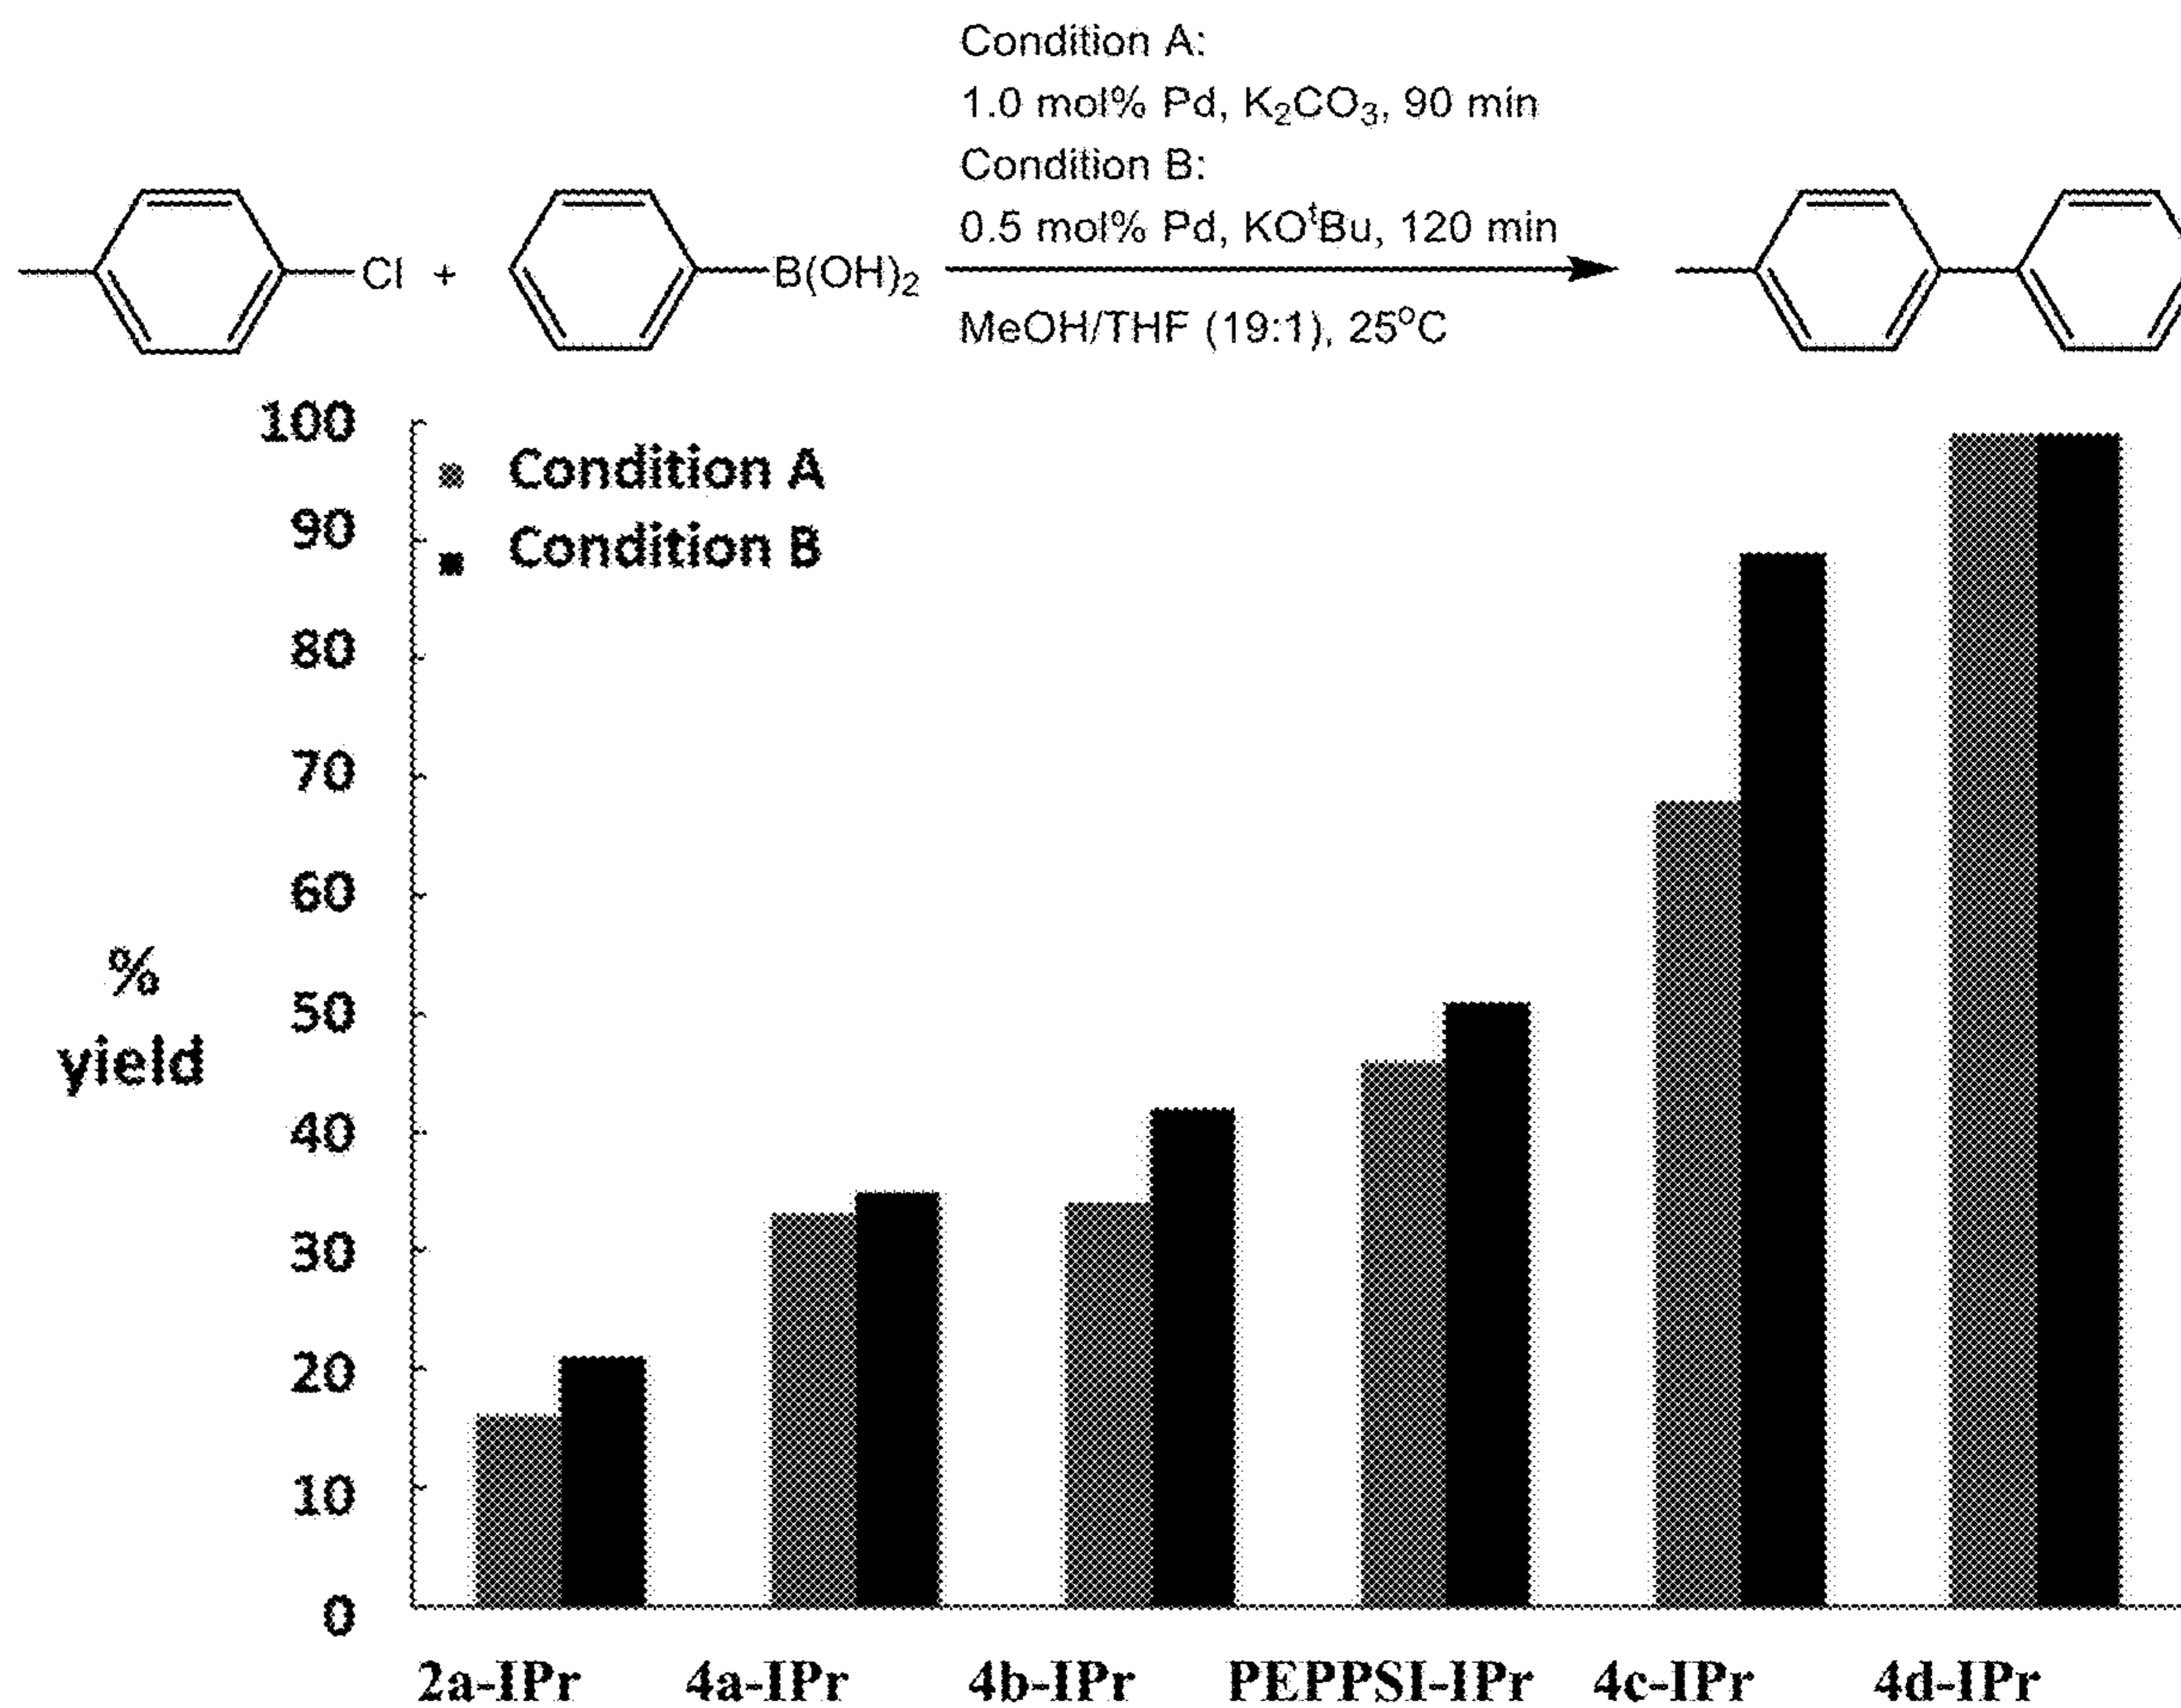 Condition A:
1.0 mol% Pd, K₂CO₃, 90 min
Condition B:
0.5 mol% Pd, KOᵗBu, 120 min
Cl + B(OH)₂
MeOH/THF (19:1), 25°C
100
90
80
70
60
50
40
30
20
10
0
Condition A
Condition B
%
yield
2a-IPr 4a-IPr 4b-IPr PEPPSI-IPr 4c-IPr 4d-IPr